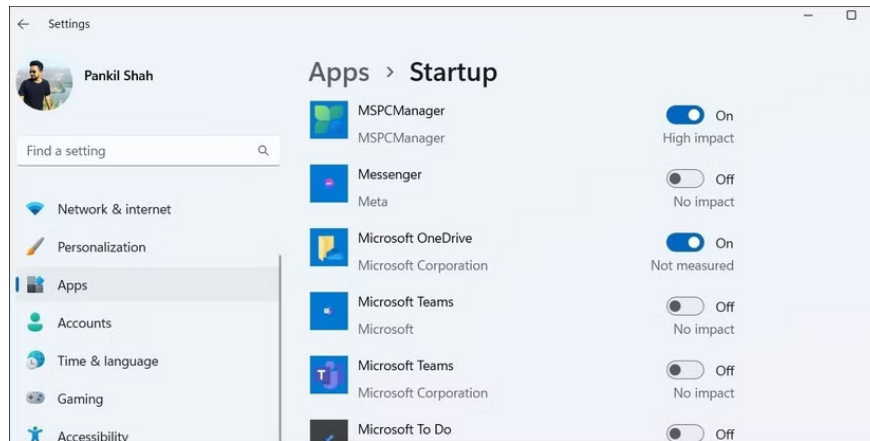 Settings
Pankil Shah
Find a setting
Network & internet
Personalization
Apps
Accounts
Time & language
Gaming
Accessibility
Apps > Startup
MSPCManager
On
MSPCManager
High impact
Messenger
Off
Meta
No impact
Microsoft OneDrive
On
Microsoft Corporation
Not measured
Microsoft Teams
Off
Microsoft
No impact
Microsoft Teams
Off
Microsoft Corporation
No impact
Microsoft To Do
Off